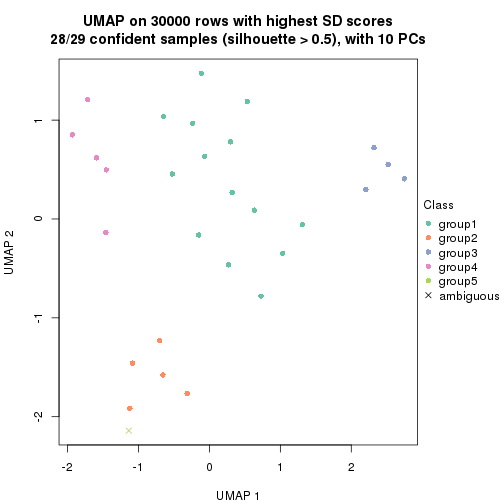 UMAP on 30000 rows with highest SD scores
28/29 confident samples (silhouette > 0.5), with 10 PCs
UMAP 2
1
0
-1
-2
-2
-1
0
1
2
UMAP 1
Class
group1
group2
group3
group4
group5
ambiguous